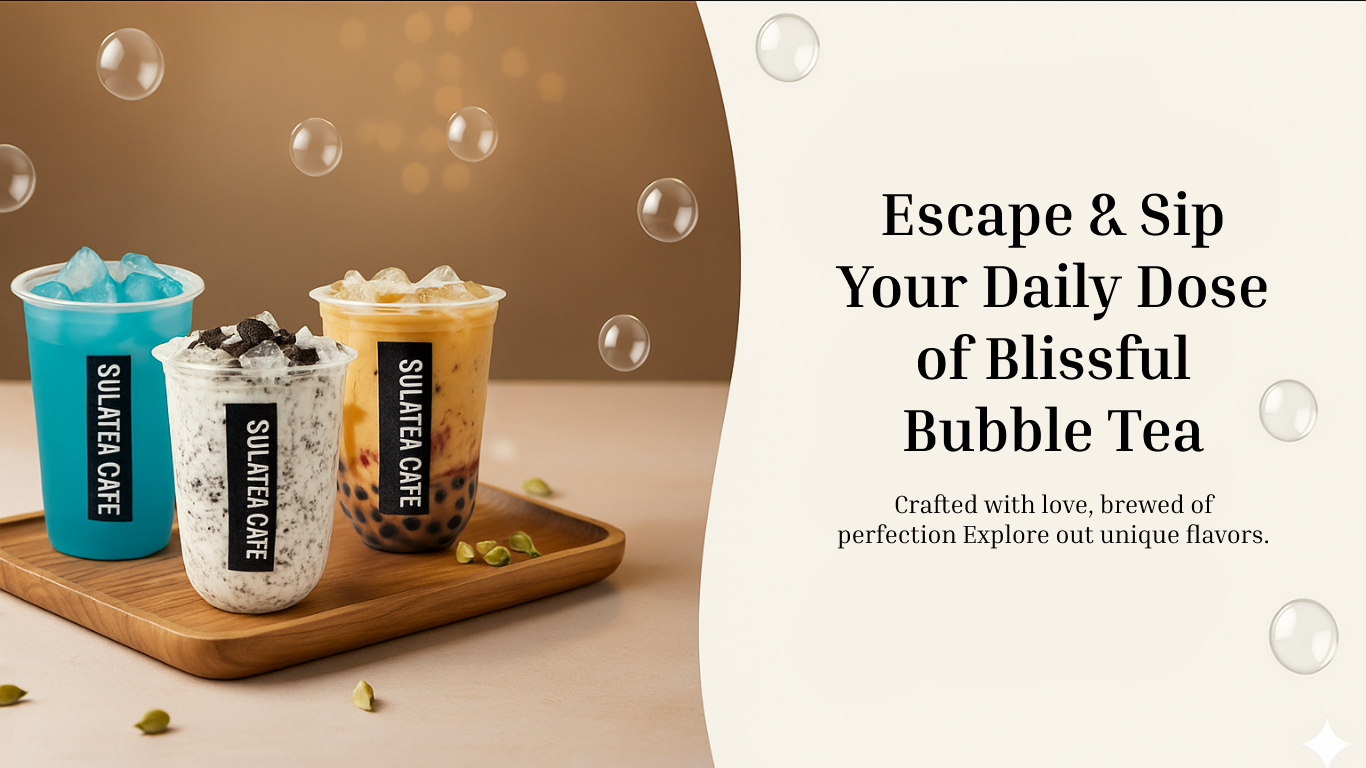 SULATEA CAFE
SULATEA CAFE
SULATEA CAFE
Escape & Sip
Your Daily Dose
of Blissful
Bubble Tea
Crafted with love, brewed of
perfection Explore out unique flavors.